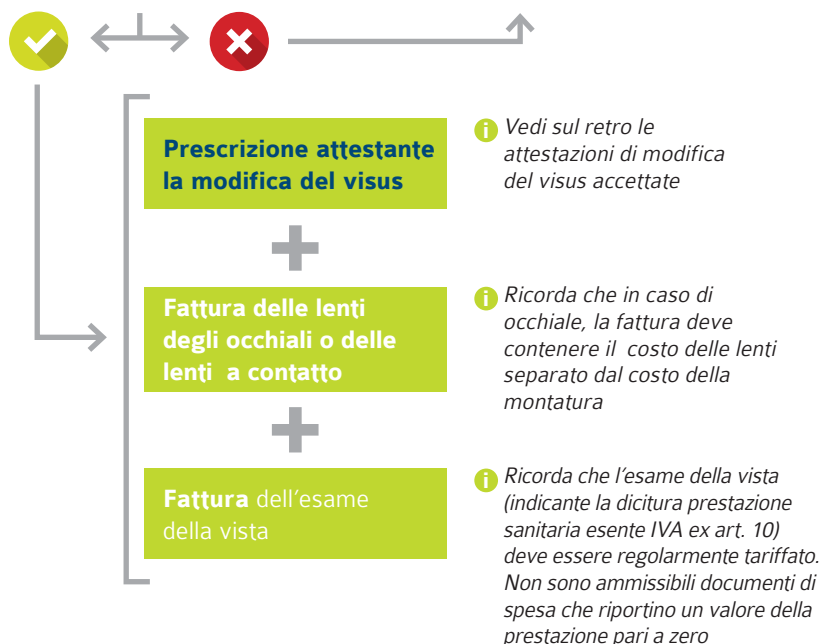 Prescrizione attestante
la modifica del visus
i Vedi sul retro le
attestazioni di modifica
del visus accettate
Fattura delle lenti
degli occhiali o delle
lenti a contatto
i Ricorda che in caso di
occhiale, la fattura deve
contenere il costo delle lenti
separato dal costo della
montatura
Fattura dell'esame
della vista
i Ricorda che l'esame della vista
(indicante la dicitura prestazione
sanitaria esente IVA ex art. 10)
deve essere regolarmente tariffato.
Non sono ammissibili documenti di
spesa che riportino un valore della
prestazione pari a zero